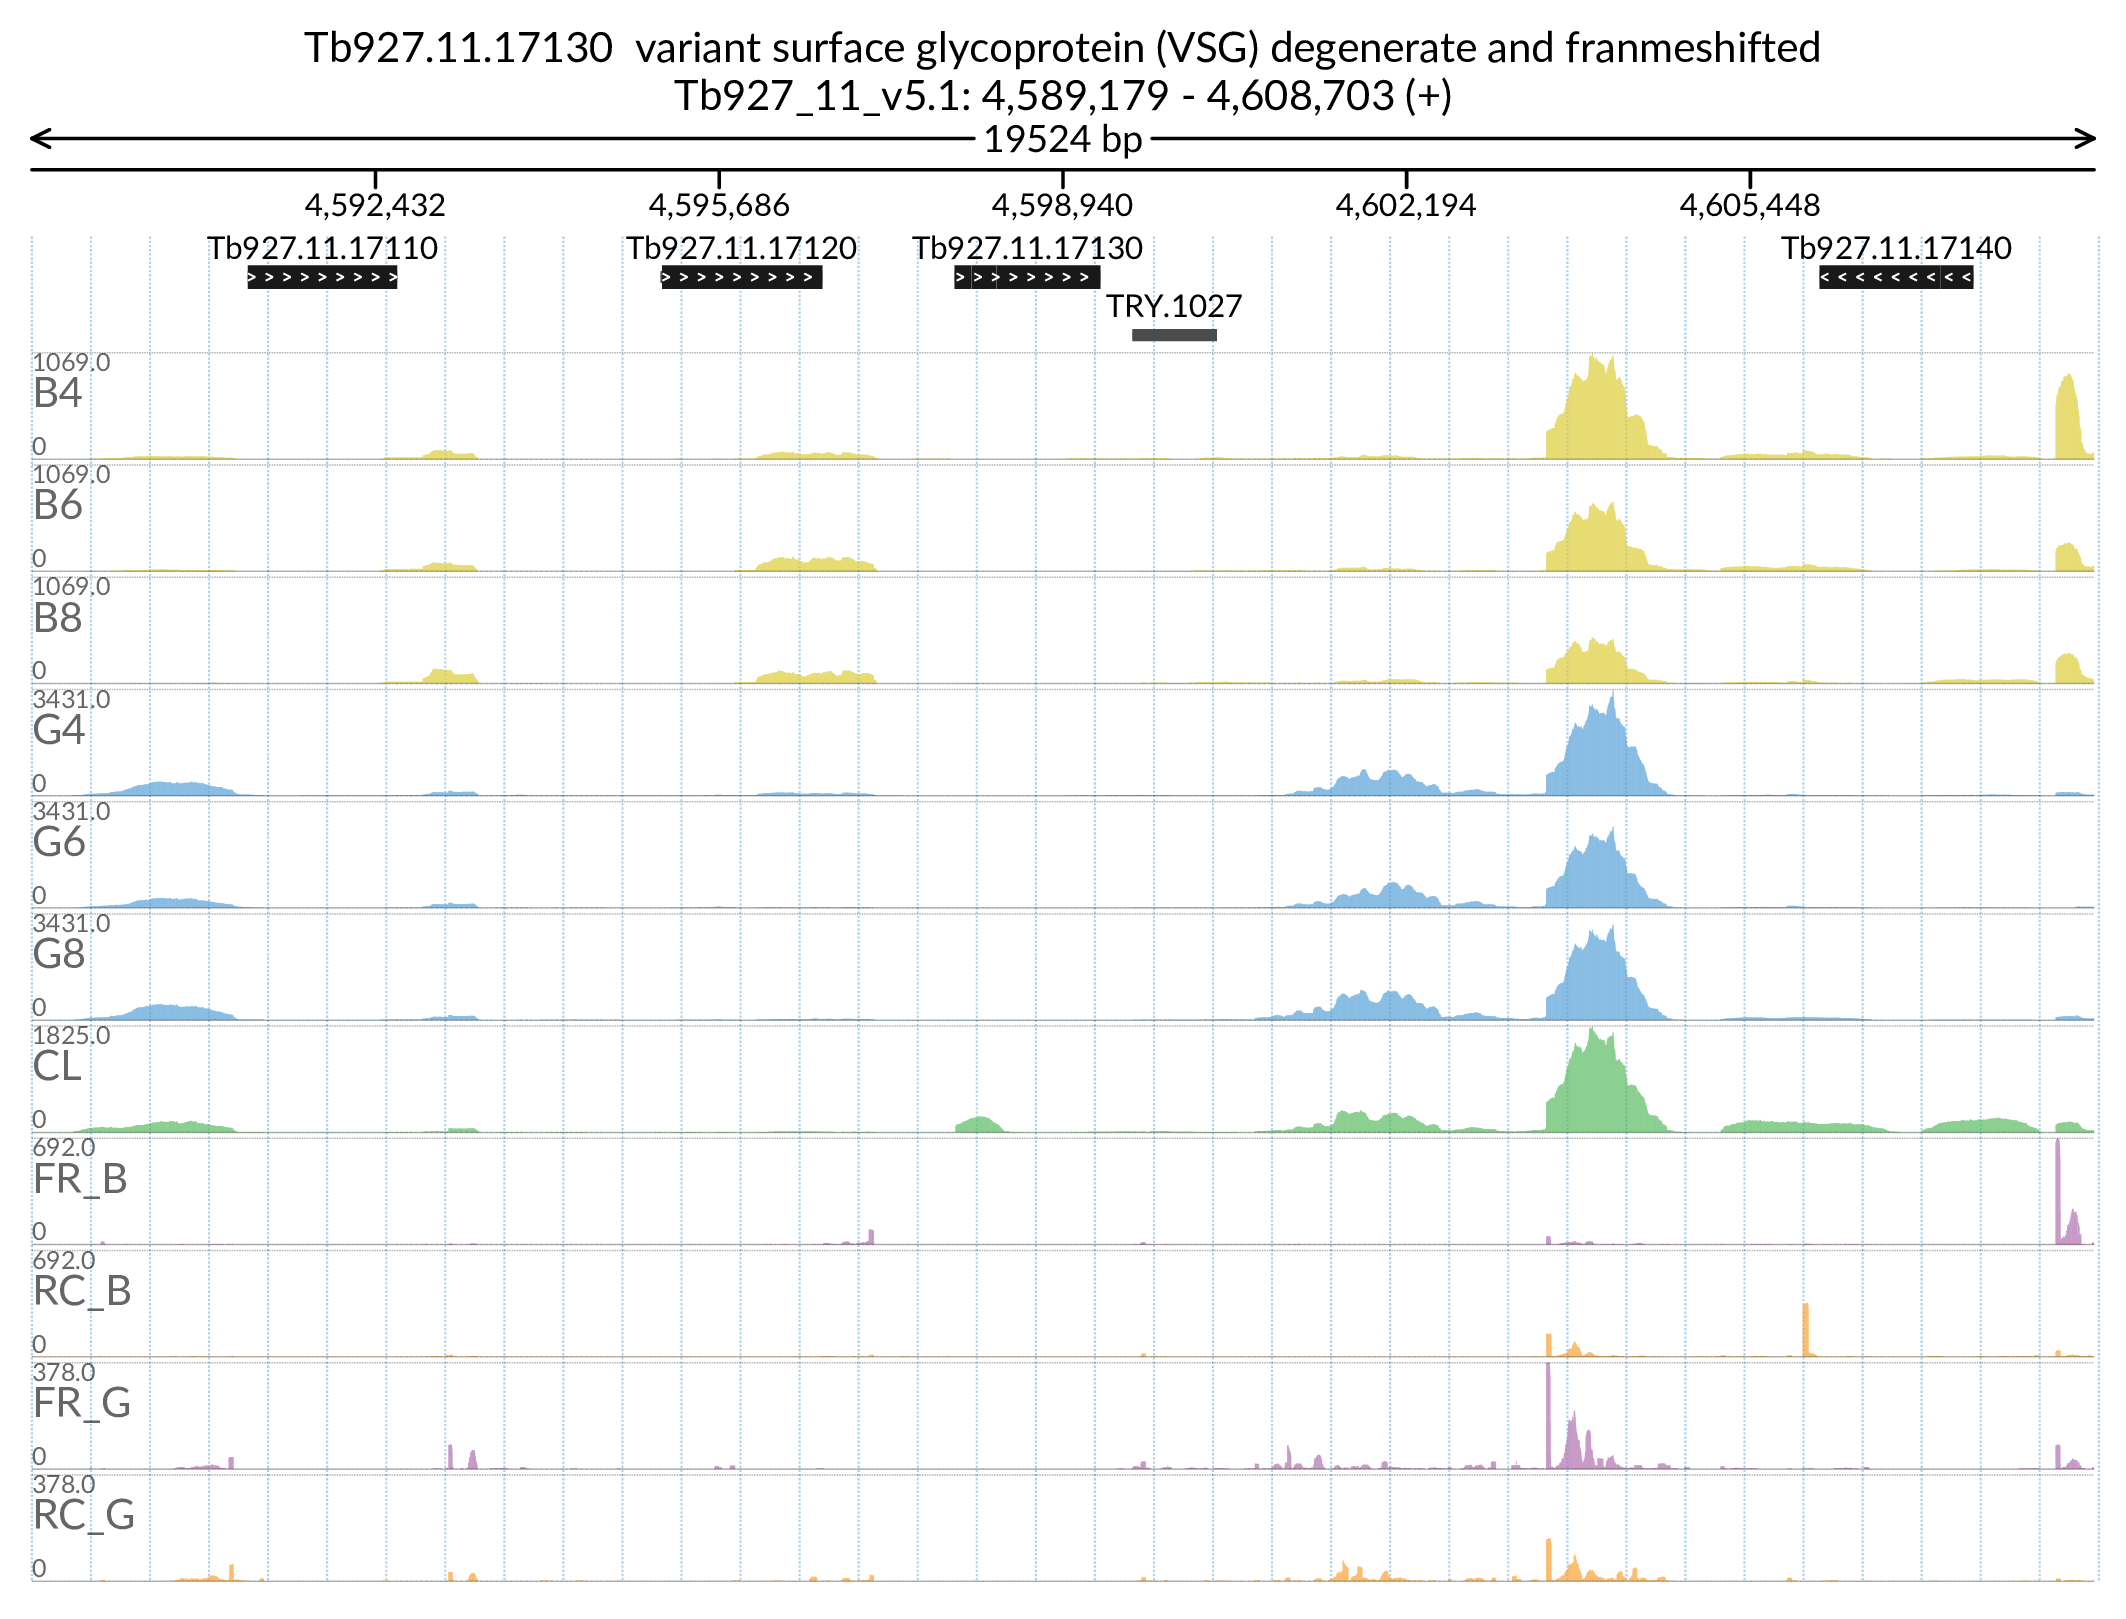 Tb927.11.17130 variant surface glycoprotein (VSG) degenerate and franmeshifted
Tb927_11_v5.1: 4,589,179 - 4,608,703 (+)
19524 bp
4,592,432 4,595,686 4,598,940 4,602,194 4,605,448
Tb927.11.17110 Tb927.11.17120 Tb927.11.17130 Tb927.11.17140
TRY.1027
1069.0
B4
0
1069.0
B6
0
1069.0
B8
0
3431.0
G4
0
3431.0
G6
0
3431.0
G8
0
1825.0
CL
0
692.0
FR_B
0
692.0
RC_B
0
378.0
FR_G
0
378.0
RC_G
0